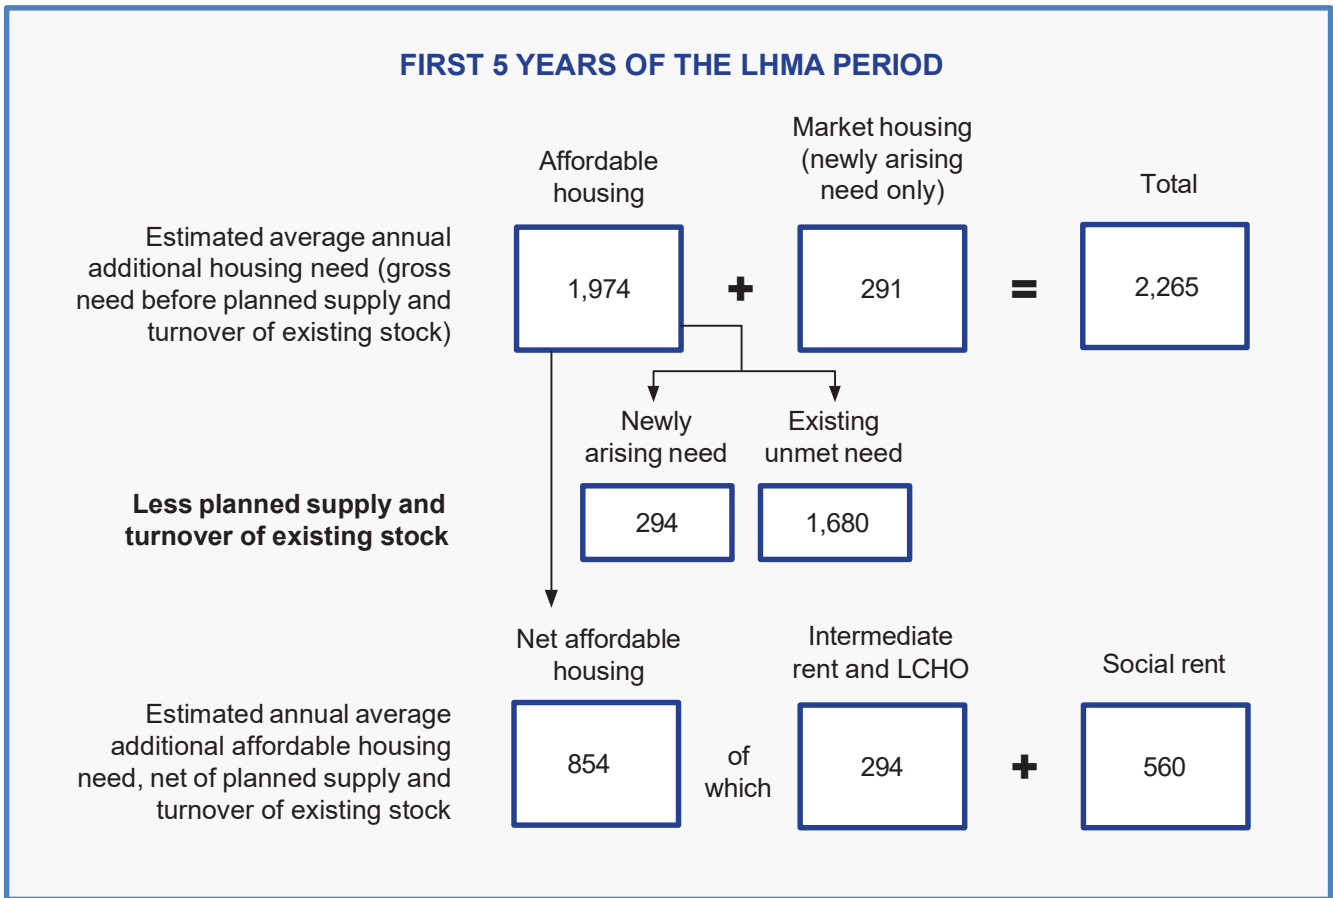 FIRST 5 YEARS OF THE LHMA PERIOD
Affordable
housing
Market housing
(newly arising
need only)
Total
Estimated average annual
additional housing need (gross
need before planned supply and
turnover of existing stock)
1,974
+
291
=
2,265
Newly
arising need
Existing
unmet need
Less planned supply and
turnover of existing stock
294
1,680
Net affordable
housing
Intermediate
rent and LCHO
Social rent
Estimated annual average
additional affordable housing
need, net of planned supply and
turnover of existing stock
854
of
which
294
+
560